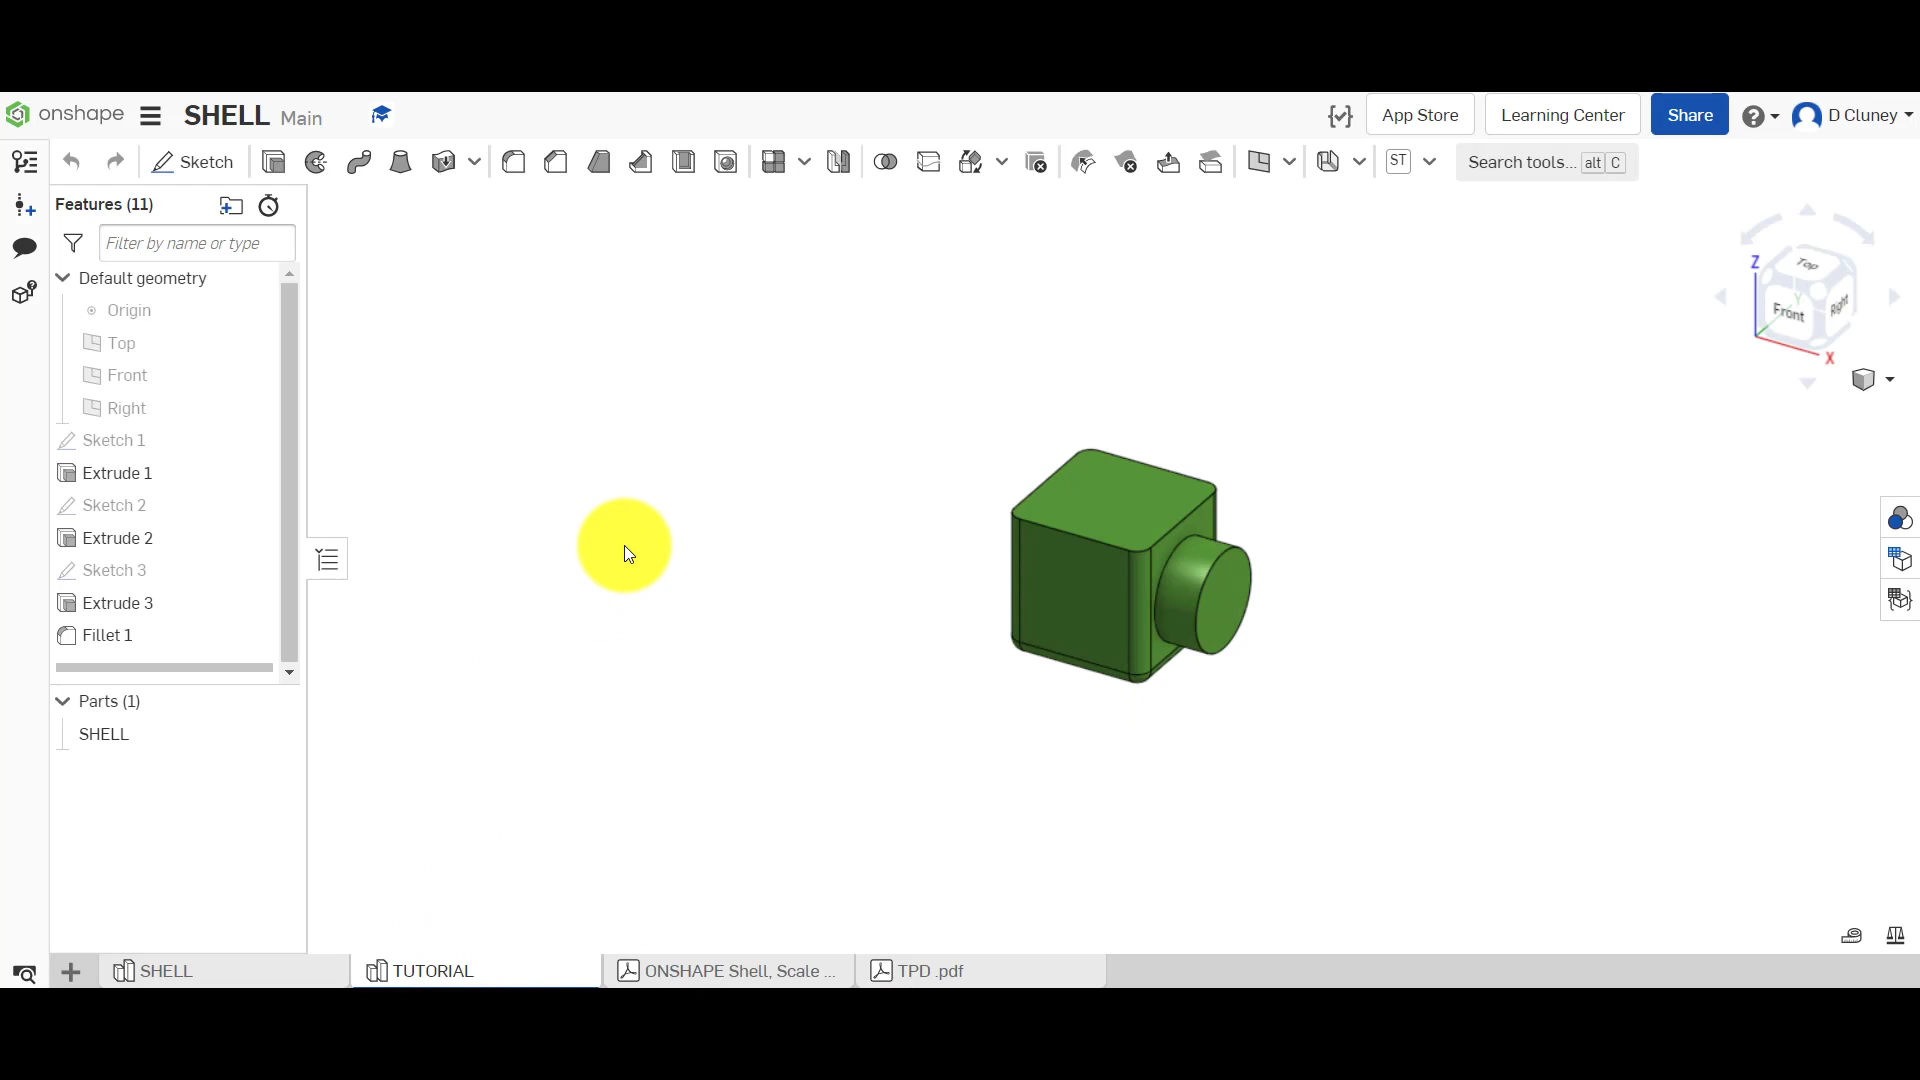 onshape SHELL Main App Store Learning Center Share D Cluney
Sketch ST Search tools... alt C
Features (11)
Filter by name or type
Default geometry
Origin
Top
Front
Right
Sketch 1
Extrude 1
Sketch 2
Extrude 2
Sketch 3
Extrude 3
Fillet 1
Parts (1)
SHELL
Z
Top
Y
Front
Right
X
SHELL TUTORIAL ONSHAPE Shell, Scale ... TPD .pdf